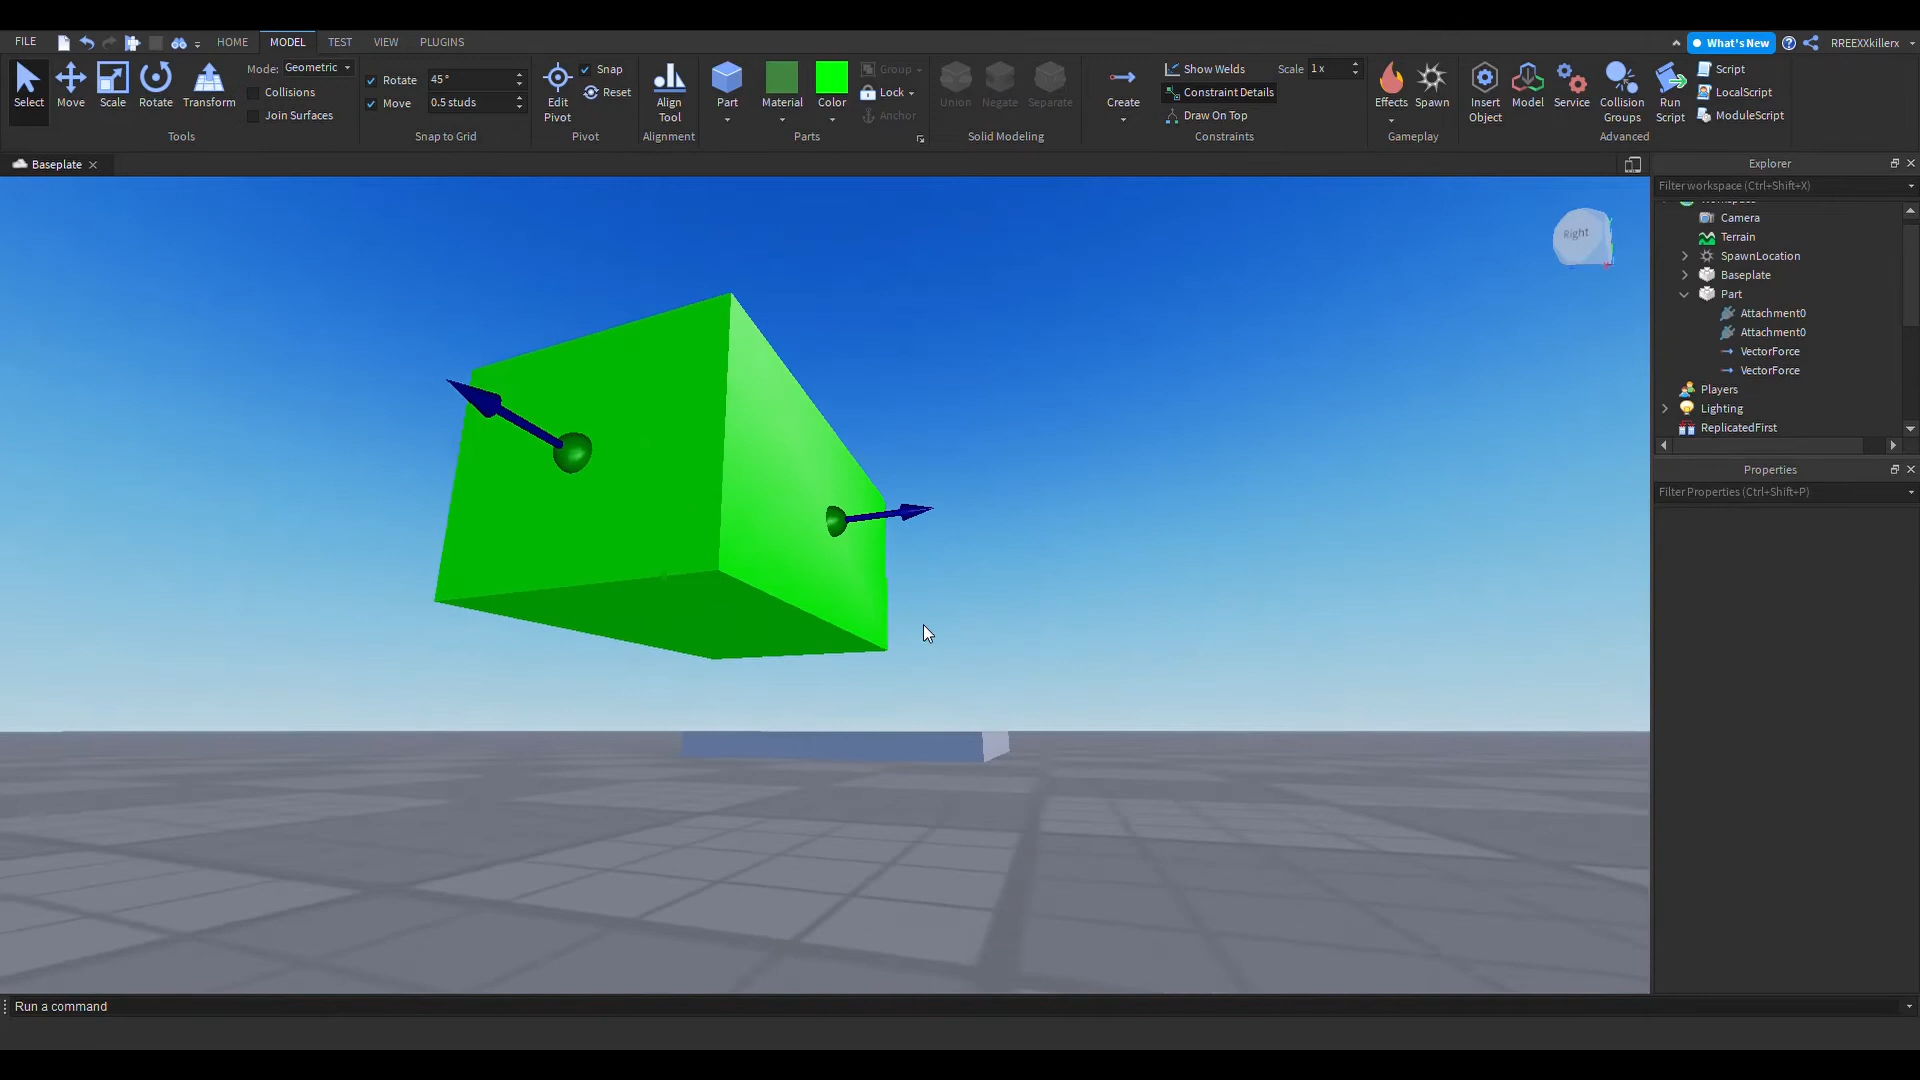 FILE HOME MODEL TEST VIEW PLUGINS What's New RREEXXkillerx
Select Move Scale Rotate Transform
Mode: Geometric
Collisions
Join Surfaces
Tools
Rotate 45°
Move 0.5 studs
Snap to Grid
Edit Pivot
Snap
Reset
Pivot
Align Tool
Alignment
Part Material Color
Group
Lock
Anchor
Parts
Union Negate Separate
Solid Modeling
Create
Show Welds Scale 1 x
Constraint Details
Draw On Top
Constraints
Effects Spawn
Gameplay
Insert Object Model Service Collision Groups Run Script
Script
LocalScript
ModuleScript
Advanced
Baseplate
Right
Explorer
Filter workspace (Ctrl+Shift+X)
Workspace
Camera
Terrain
SpawnLocation
Baseplate
Part
Attachment0
Attachment0
VectorForce
VectorForce
Players
Lighting
ReplicatedFirst
Properties
Filter Properties (Ctrl+Shift+P)
Run a command